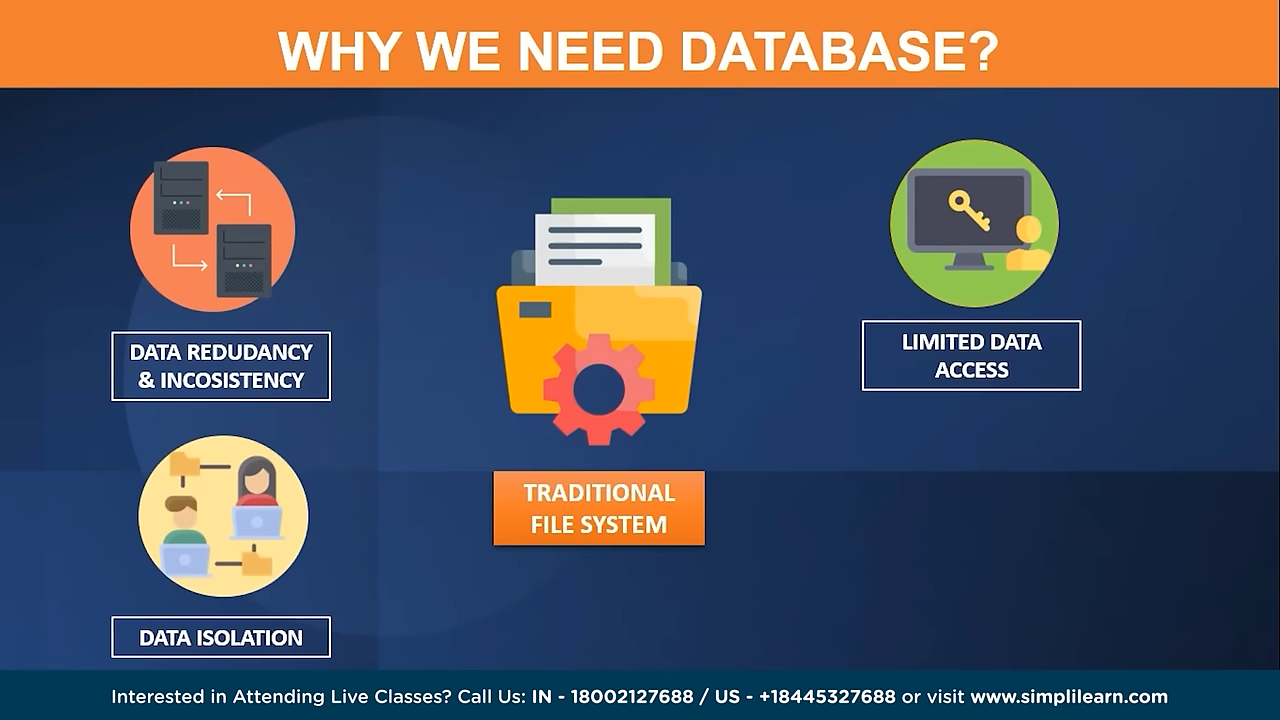 WHY WE NEED DATABASE?
DATA REDUDANCY
& INCOSISTENCY
LIMITED DATA
ACCESS
TRADITIONAL
FILE SYSTEM
DATA ISOLATION
Interested in Attending Live Classes? Call Us: IN - 18002127688 / US - +18445327688 or visit www.simplilearn.com